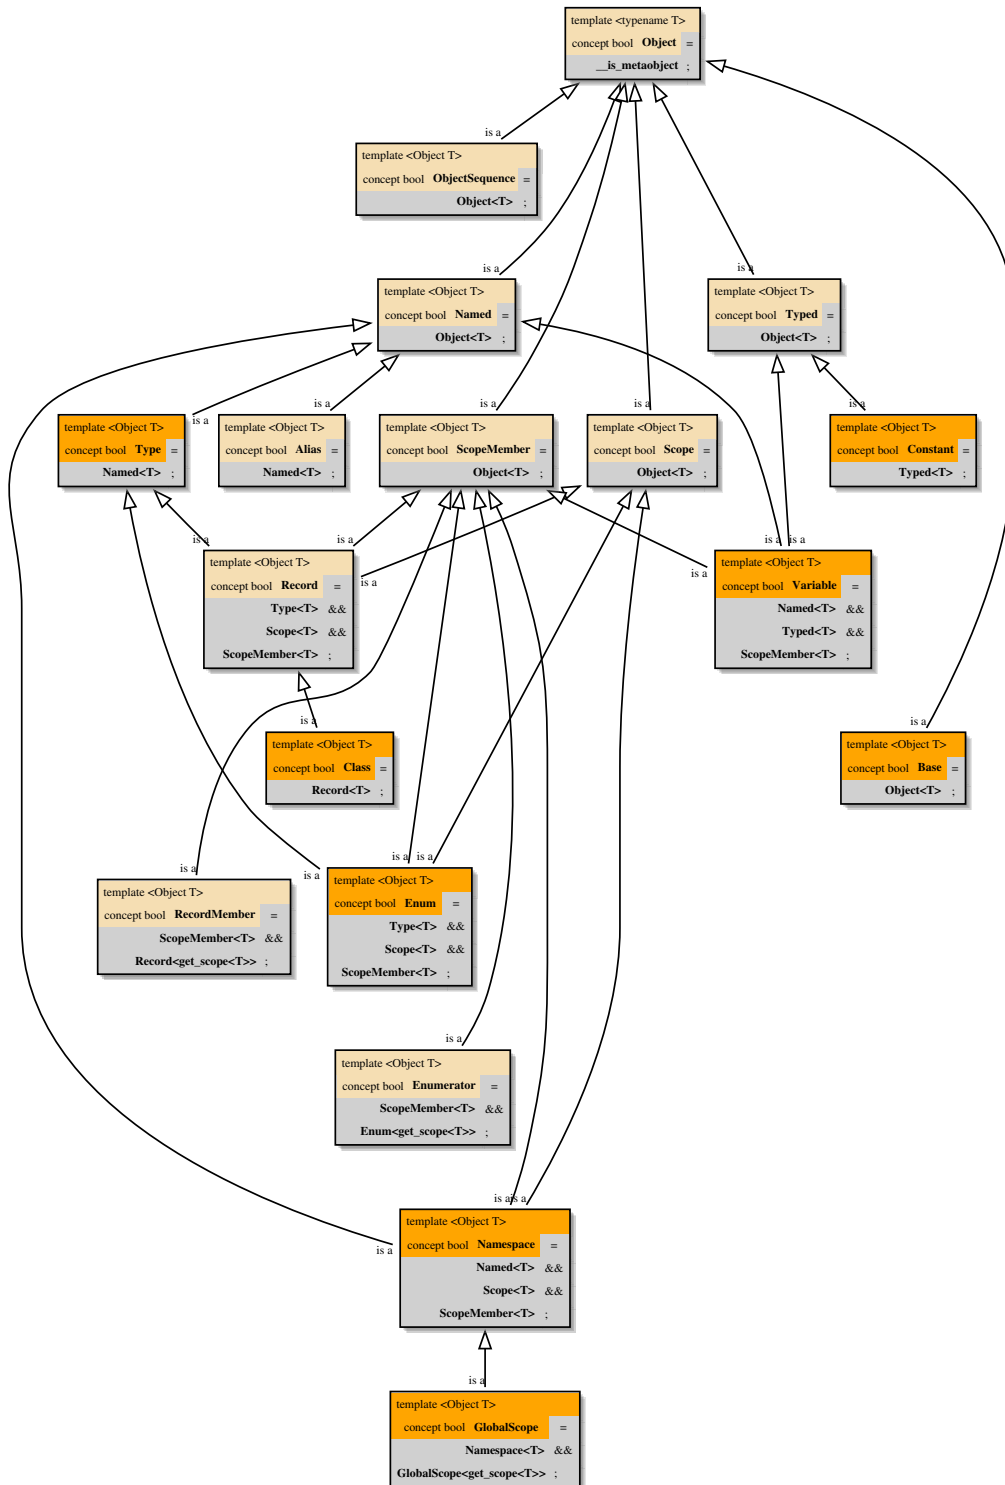 template <typename T>
concept bool Object =
__is_metaobject ;
is a
template <Object T>
concept bool ObjectSequence =
Object<T> ;
is a
is a
template <Object T>
concept bool Named =
Object<T> ;
template <Object T>
concept bool Typed =
Object<T> ;
is a
is a
is a
is a
is a
template <Object T>
concept bool Type =
Named<T> ;
template <Object T>
concept bool Alias =
Named<T> ;
template <Object T>
concept bool ScopeMember =
Object<T> ;
template <Object T>
concept bool Scope =
Object<T> ;
template <Object T>
concept bool Constant =
Typed<T> ;
is a
is a
is a
is a
is a
is a
template <Object T>
concept bool Record =
Type<T> &&
Scope<T> &&
ScopeMember<T> ;
template <Object T>
concept bool Variable =
Named<T> &&
Typed<T> &&
ScopeMember<T> ;
is a
is a
template <Object T>
concept bool Class =
Record<T> ;
template <Object T>
concept bool Base =
Object<T> ;
is a
is a
is a
is a
template <Object T>
concept bool RecordMember =
ScopeMember<T> &&
Record<get_scope<T>> ;
template <Object T>
concept bool Enum =
Type<T> &&
Scope<T> &&
ScopeMember<T> ;
is a
template <Object T>
concept bool Enumerator =
ScopeMember<T> &&
Enum<get_scope<T>> ;
is a
is a
is a
template <Object T>
concept bool Namespace =
Named<T> &&
Scope<T> &&
ScopeMember<T> ;
is a
template <Object T>
concept bool GlobalScope =
Namespace<T> &&
GlobalScope<get_scope<T>> ;